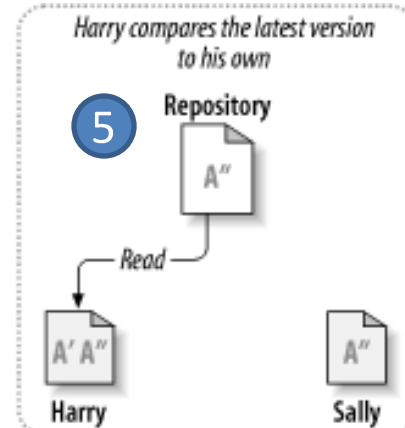 Harry compares the latest version
to his own
Repository
5
A″
Read
A′ A″
A″
Harry
Sally